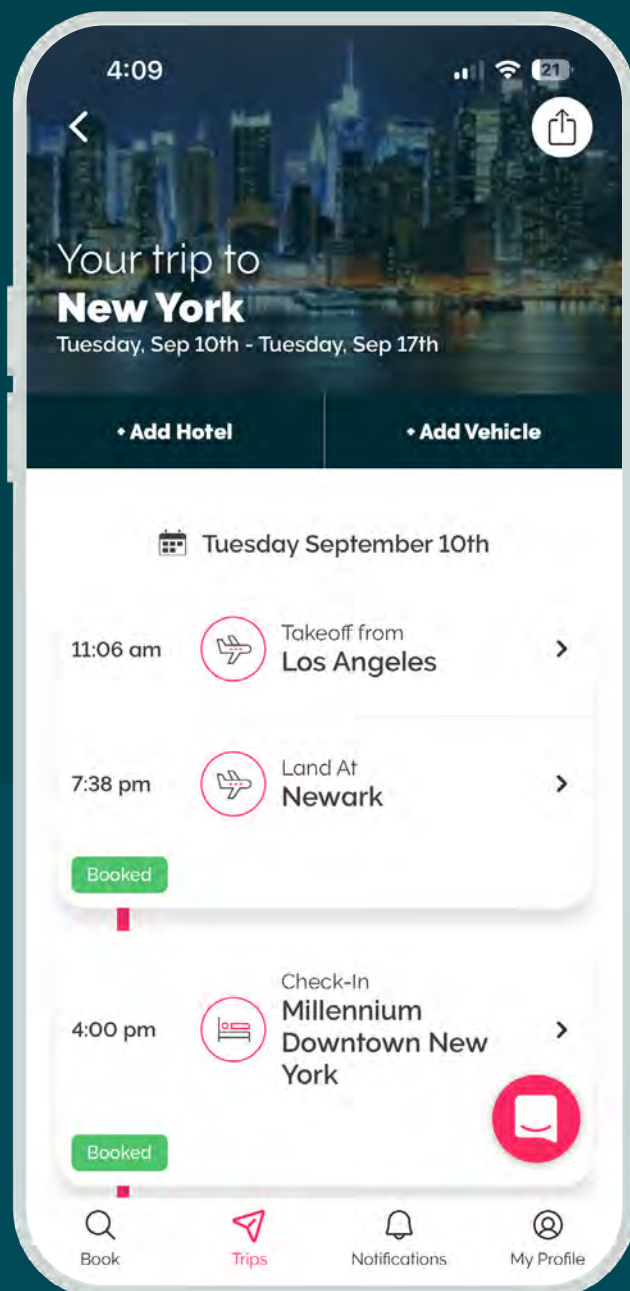 4:09
21
Your trip to
New York
Tuesday, Sep 10th - Tuesday, Sep 17th
+ Add Hotel
+ Add Vehicle
Tuesday September 10th
11:06 am
Takeoff from
Los Angeles
7:38 pm
Land At
Newark
Booked
4:00 pm
Check-In
Millennium
Downtown New
York
Booked
Book
Trips
Notifications
My Profile